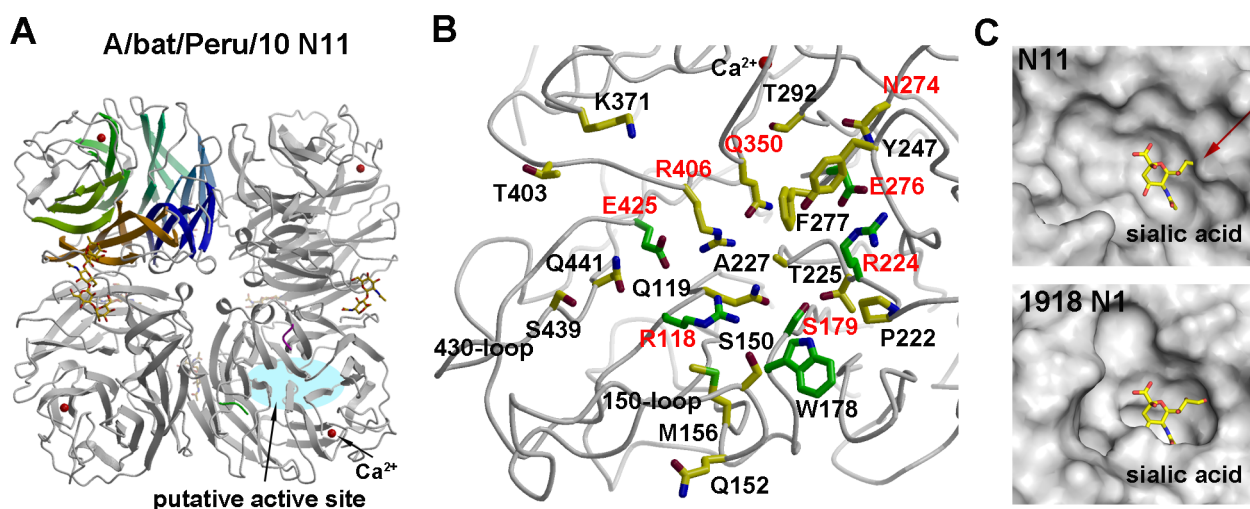 A
A/bat/Peru/10 N11
Ca²⁺
putative active site
B
Ca²⁺
K371
T292
N274
Q350
Y247
R406
E276
T403
E425
F277
A227
T225
R224
Q441
Q119
S439
R118
S150
S179
P222
430-loop
150-loop
W178
M156
Q152
C
N11
sialic acid
1918 N1
sialic acid